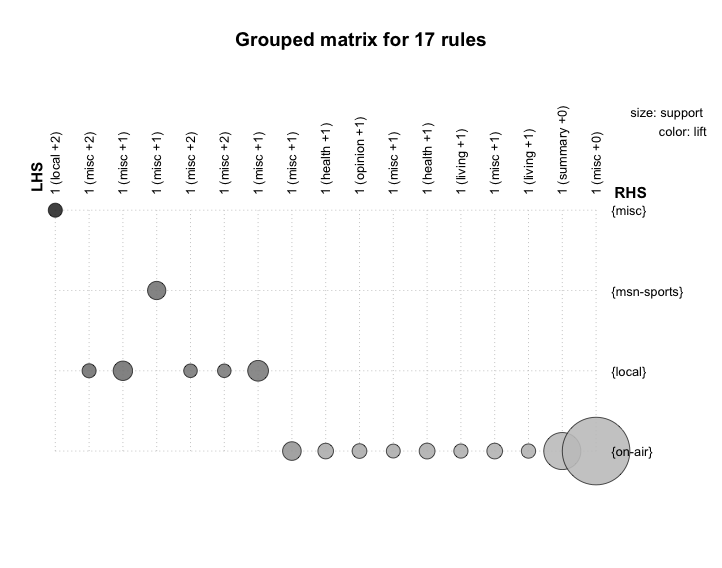 Grouped matrix for 17 rules
size: support
color: lift
LHS
1 (local +2)
1 (misc +2)
1 (misc +1)
1 (misc +1)
1 (misc +2)
1 (misc +2)
1 (misc +1)
1 (misc +1)
1 (health +1)
1 (opinion +1)
1 (misc +1)
1 (health +1)
1 (living +1)
1 (misc +1)
1 (living +1)
1 (summary +0)
1 (misc +0)
RHS
{misc}
{msn-sports}
{local}
{on-air}